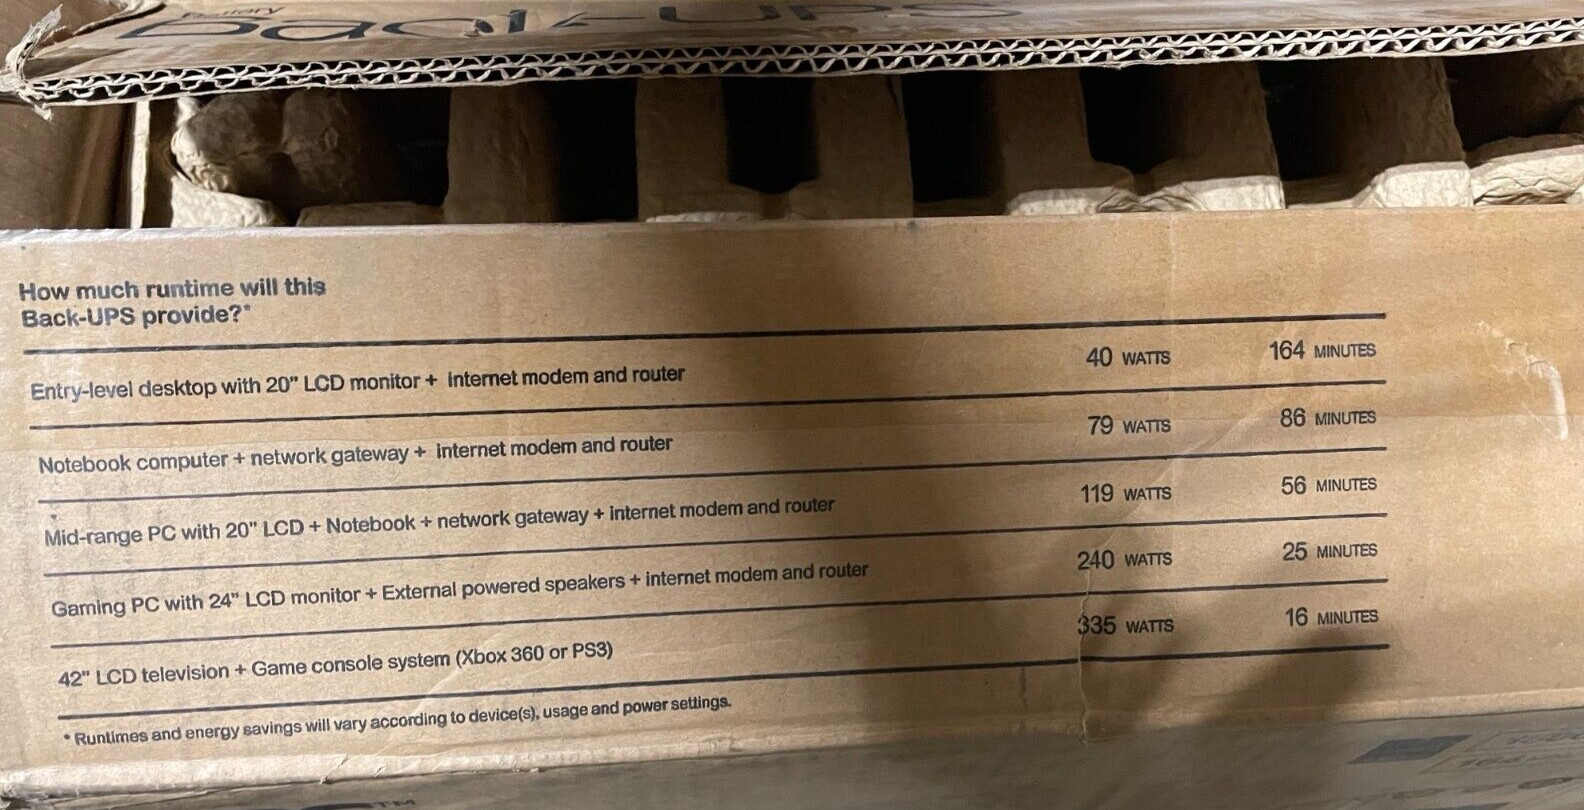 Battery
Back-UPS
How much runtime will this
Back-UPS provide?*
Entry-level desktop with 20" LCD monitor + internet modem and router 40 WATTS 164 MINUTES
Notebook computer + network gateway + internet modem and router 79 WATTS 86 MINUTES
Mid-range PC with 20" LCD + Notebook + network gateway + internet modem and router 119 WATTS 56 MINUTES
Gaming PC with 24" LCD monitor + External powered speakers + internet modem and router 240 WATTS 25 MINUTES
42" LCD television + Game console system (Xbox 360 or PS3) 335 WATTS 16 MINUTES
* Runtimes and energy savings will vary according to device(s), usage and power settings.
TM